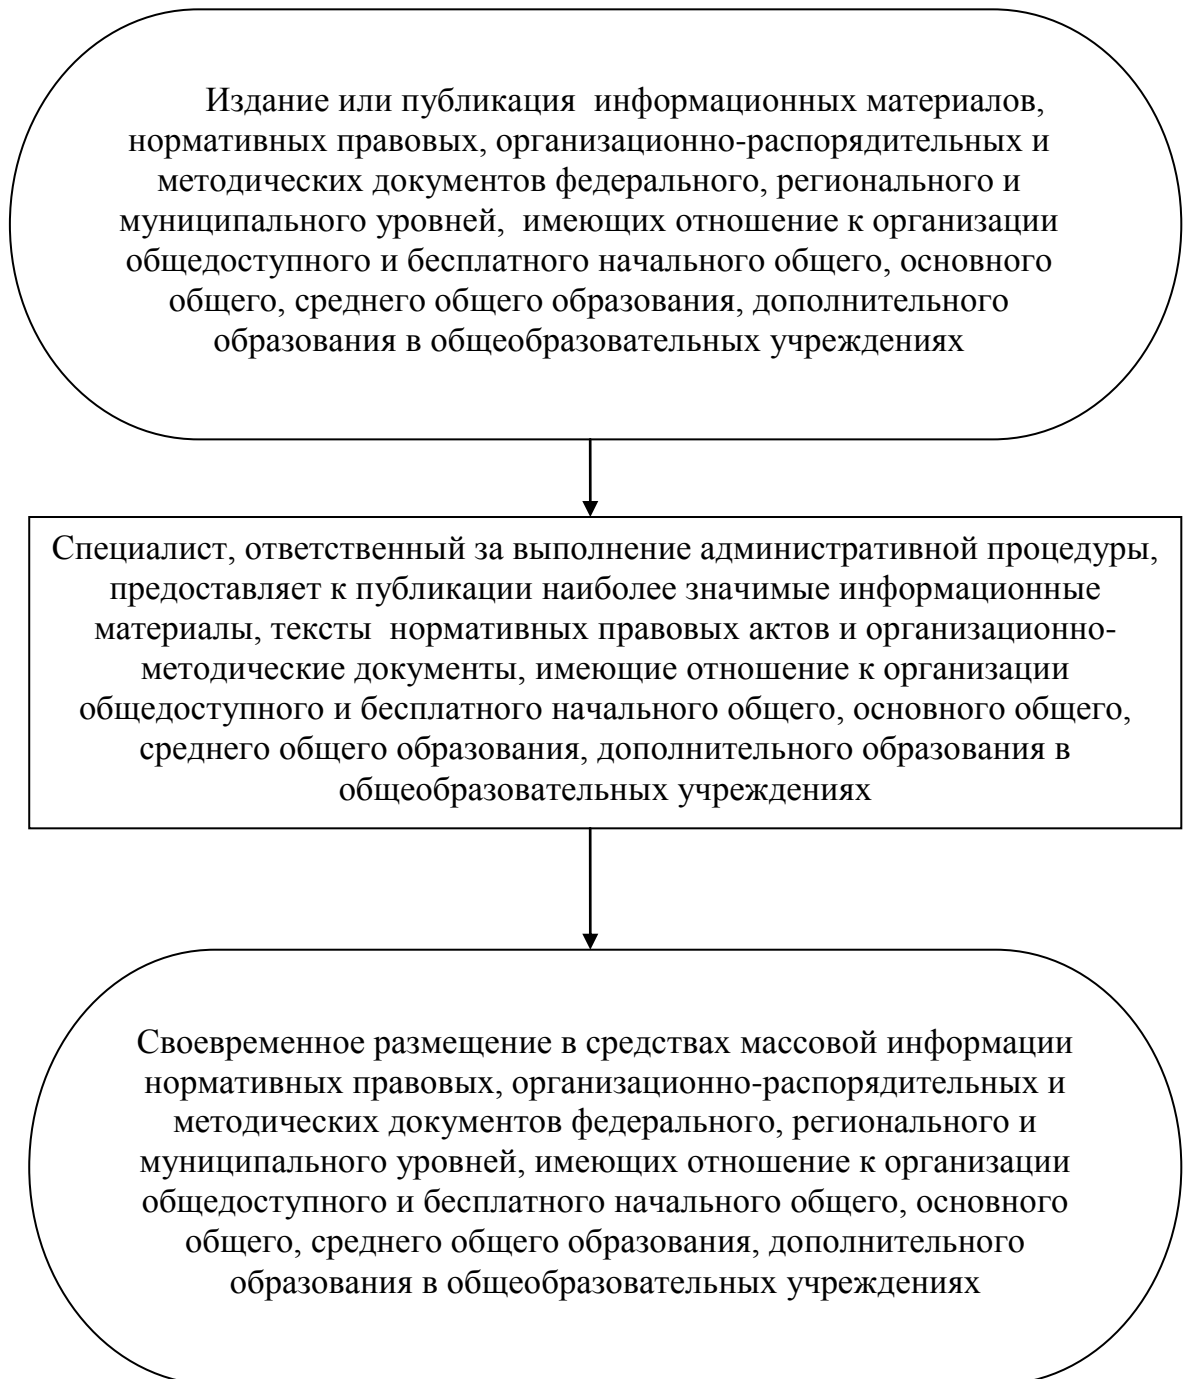 Издание или публикация  информационных материалов,
нормативных правовых, организационно-распорядительных и
методических документов федерального, регионального и
муниципального уровней,  имеющих отношение к организации
общедоступного и бесплатного начального общего, основного
общего, среднего общего образования, дополнительного
образования в общеобразовательных учреждениях
Специалист, ответственный за выполнение административной процедуры,
предоставляет к публикации наиболее значимые информационные
материалы, тексты  нормативных правовых актов и организационно-
методические документы, имеющие отношение к организации
общедоступного и бесплатного начального общего, основного общего,
среднего общего образования, дополнительного образования в
общеобразовательных учреждениях
Своевременное размещение в средствах массовой информации
нормативных правовых, организационно-распорядительных и
методических документов федерального, регионального и
муниципального уровней, имеющих отношение к организации
общедоступного и бесплатного начального общего, основного
общего, среднего общего образования, дополнительного
образования в общеобразовательных учреждениях